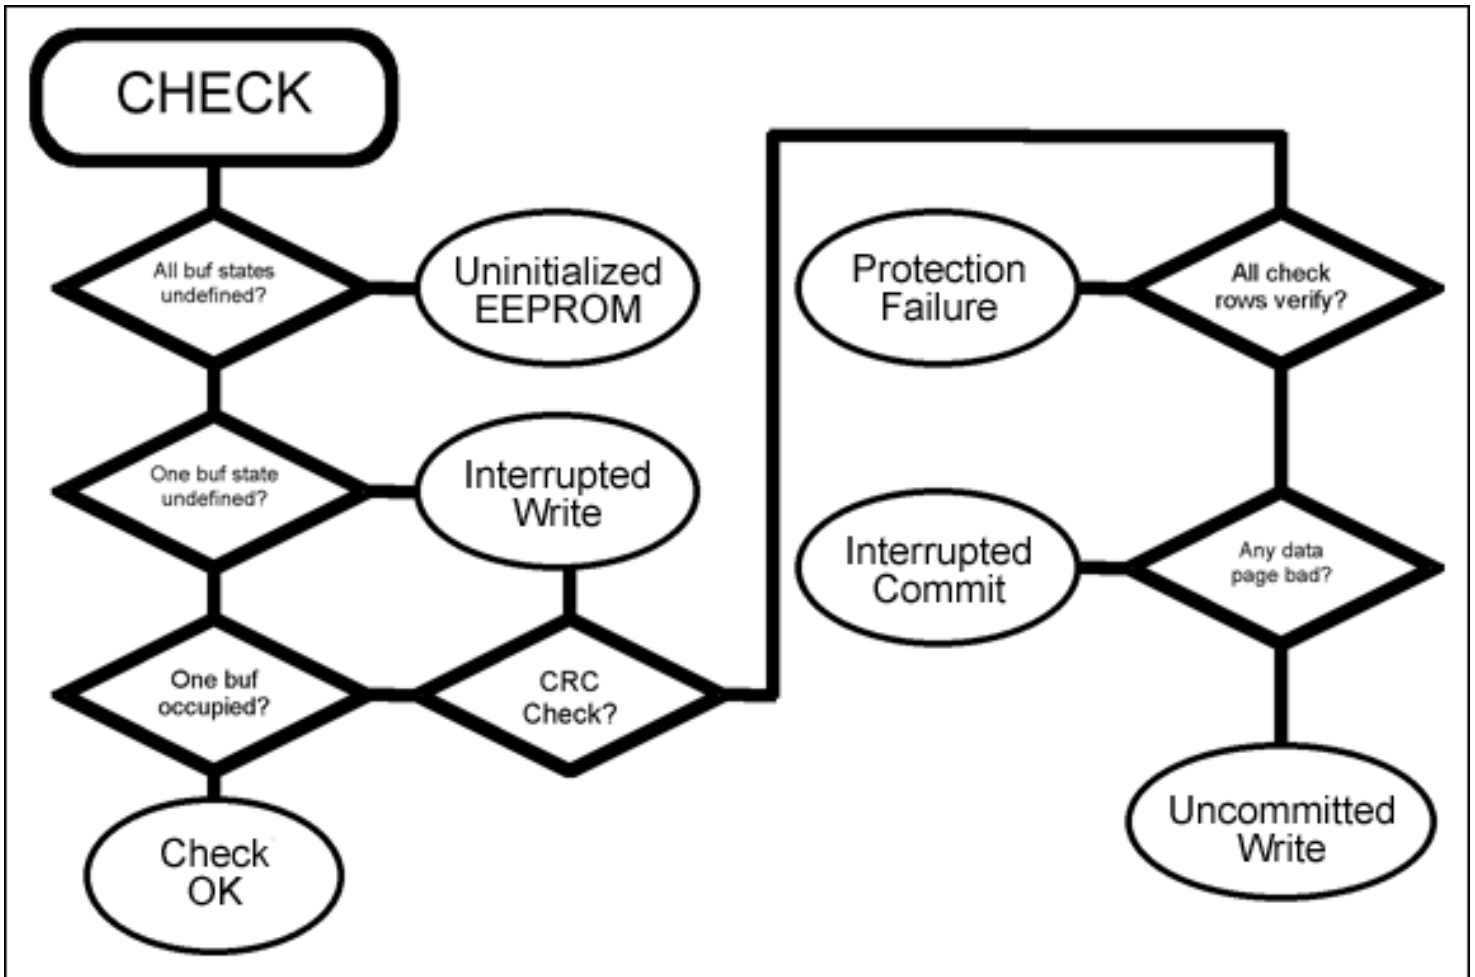 CHECK
All buf states
undefined?
Uninitialized
EEPROM
One buf state
undefined?
Interrupted
Write
One buf
occupied?
CRC
Check?
Check
OK
Protection
Failure
All check
rows verify?
Interrupted
Commit
Any data
page bad?
Uncommitted
Write